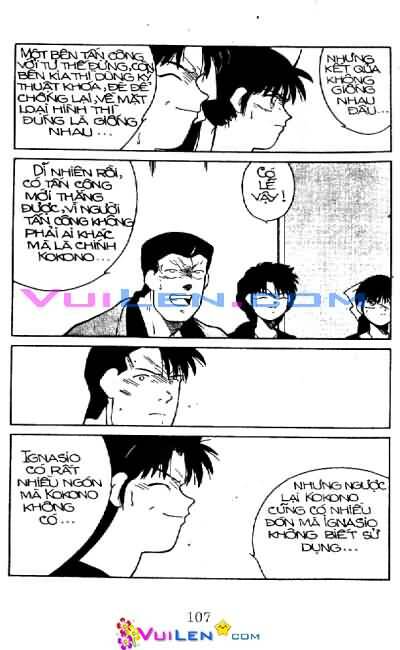 MỘT BÊN TẤN CÔNG
VỚI TƯ THẾ ĐỨNG, CÒN
BÊN KIA THÌ DÙNG KỸ
THUẬT KHÓA, ĐÈ ĐỂ
CHỐNG LẠI, VỀ MẶT
LOẠI HÌNH THÌ
ĐÚNG LÀ GIỐNG
NHAU...
NHƯNG
KẾT QUẢ
KHÔNG
GIỐNG
NHAU
ĐÂU...
DĨ NHIÊN RỒI,
CÓ TẤN CÔNG
MỚI THẮNG
ĐƯỢC, VÌ NGƯỜI
TẤN CÔNG KHÔNG
PHẢI AI KHÁC
MÀ LÀ CHÍNH
KOKONO...
CÓ
LẼ
VẬY!
VUILEN.COM
IGNASIO
CÓ RẤT
NHIỀU NGÓN
MÀ KOKONO
KHÔNG
CÓ...
NHƯNG NGƯỢC
LẠI KOKONO
CŨNG CÓ NHIỀU
ĐÒN MÀ IGNASIO
KHÔNG BIẾT SỬ
DỤNG...
107
VUILEN.COM